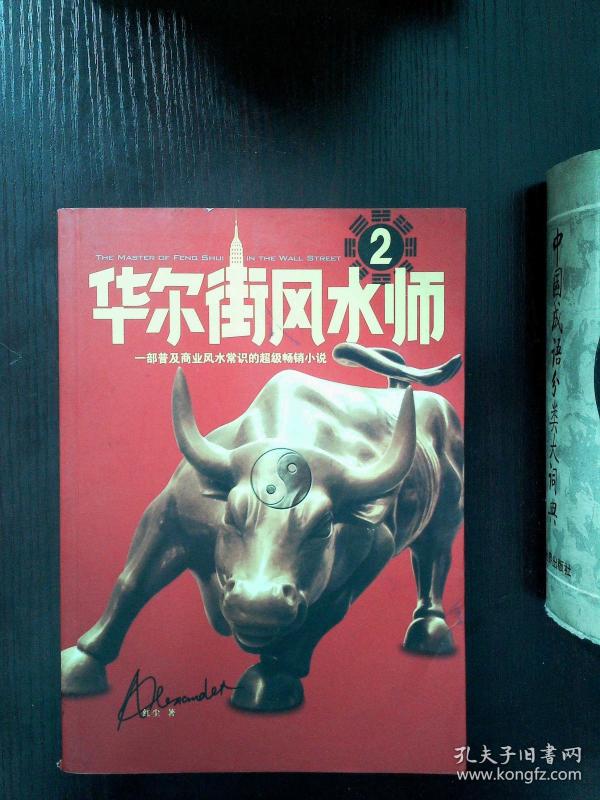 THE MASTER OF FENG SHUI IN THE WALL STREET
2
华尔街风水师
一部普及商业风水常识的超级畅销小说
Alexander
红尘 著
中国成语分类大词典
出版社
孔夫子旧书网
www.kongfz.com